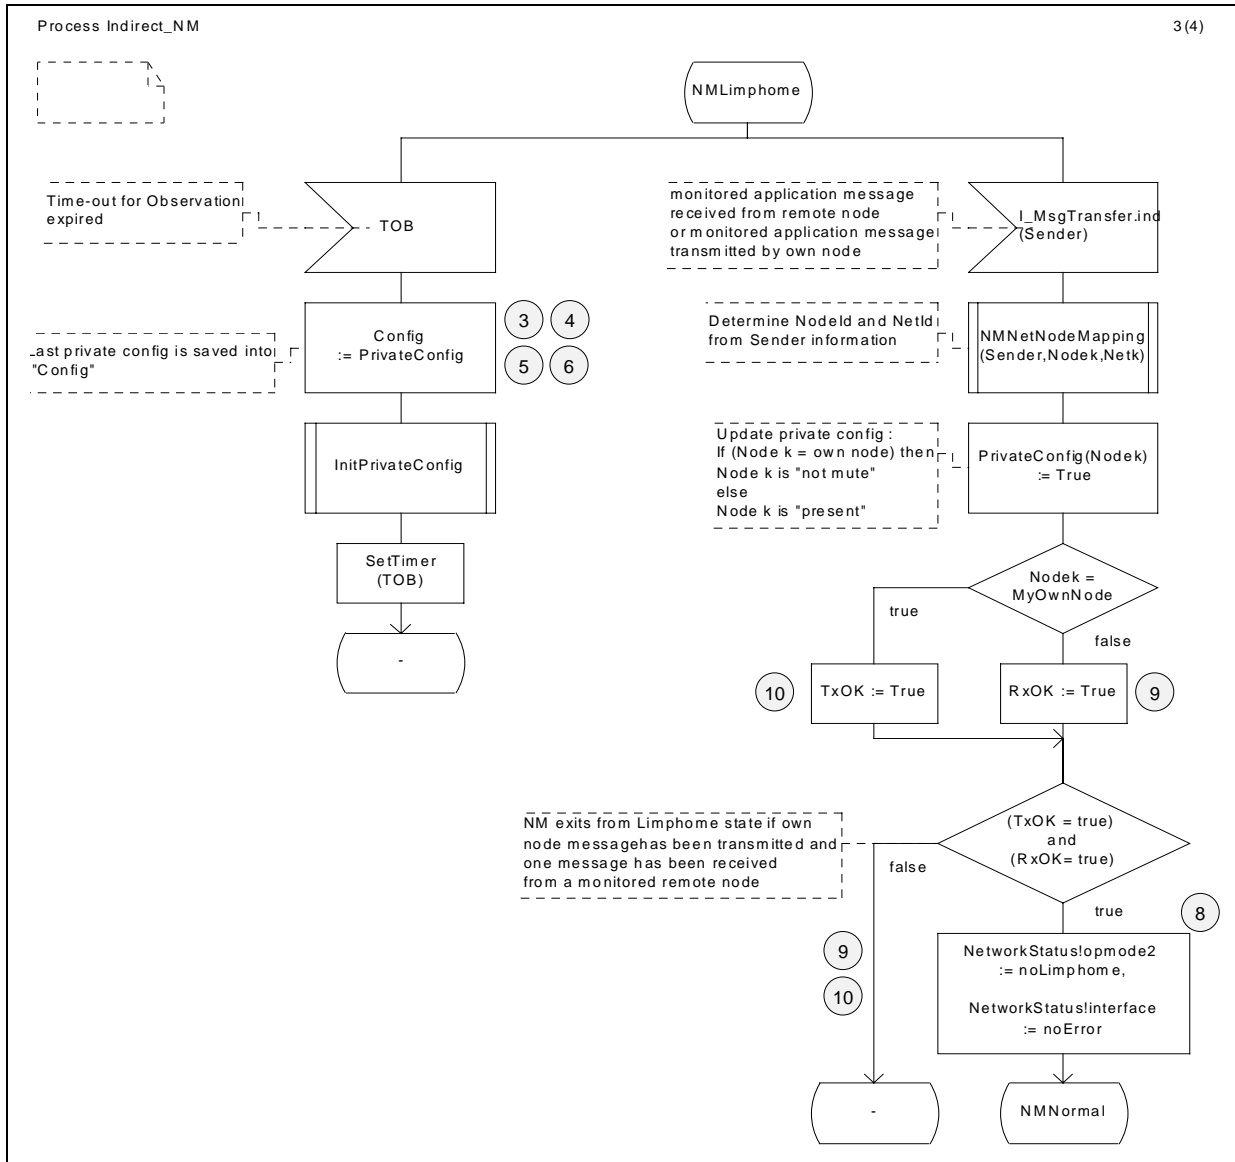 Process Indirect_NM
3(4)
NMLimphome
Time-out for Observation
expired
TOB
monitored application message
received from remote node
or monitored application message
transmitted by own node
I_MsgTransfer.ind
(Sender)
Last private config is saved into
"Config"
Config
:= PrivateConfig
3
4
5
6
Determine NodeId and NetId
from Sender information
NMNetNodeMapping
(Sender,Nodek,Netk)
InitPrivateConfig
Update private config :
If (Node k = own node) then
Node k is "not mute"
else
Node k is "present"
PrivateConfig(Nodek)
:= True
SetTimer
(TOB)
-
Nodek =
MyOwnNode
true
false
10
TxOK := True
RxOK := True
9
NM exits from Limphome state if own
node messagehas been transmitted and
one message has been received
from a monitored remote node
(TxOK = true)
and
(RxOK= true)
false
true
8
9
10
NetworkStatus!opmode2
:= noLimphome,
NetworkStatus!interface
:= noError
-
NMNormal